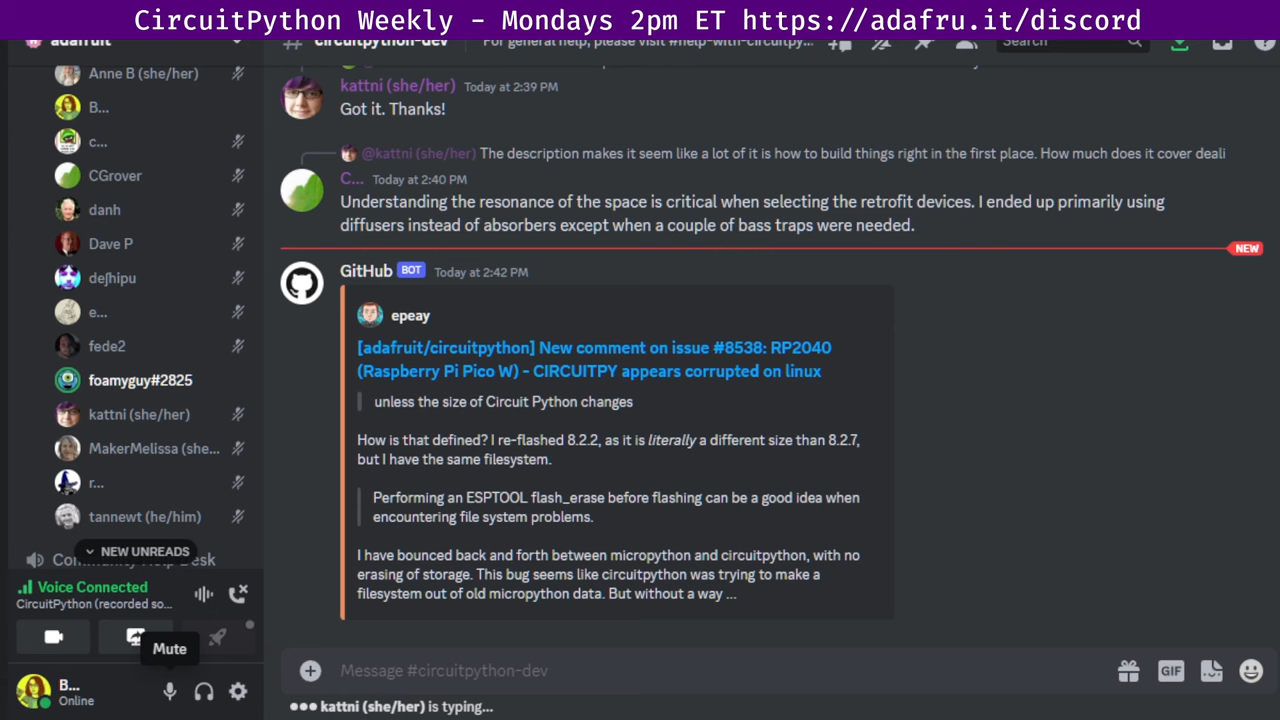 CircuitPython Weekly - Mondays 2pm ET https://adafru.it/discord
adafruit
circuitpython-dev
For general help, please visit #help-with-circuitpy...
Search
Anne B (she/her)
B...
c...
CGrover
danh
Dave P
de∫hipu
e...
fede2
foamyguy#2825
kattni (she/her)
MakerMelissa (she...
r...
tannewt (he/him)
NEW UNREADS
Community Help Desk
Voice Connected
CircuitPython (recorded so...
Mute
B...
Online
kattni (she/her) Today at 2:39 PM
Got it. Thanks!
@kattni (she/her) The description makes it seem like a lot of it is how to build things right in the first place. How much does it cover deali
C... Today at 2:40 PM
Understanding the resonance of the space is critical when selecting the retrofit devices. I ended up primarily using
diffusers instead of absorbers except when a couple of bass traps were needed.
NEW
GitHub BOT Today at 2:42 PM
epeay
[adafruit/circuitpython] New comment on issue #8538: RP2040
(Raspberry Pi Pico W) - CIRCUITPY appears corrupted on linux
unless the size of Circuit Python changes
How is that defined? I re-flashed 8.2.2, as it is literally a different size than 8.2.7,
but I have the same filesystem.
Performing an ESPTOOL flash_erase before flashing can be a good idea when
encountering file system problems.
I have bounced back and forth between micropython and circuitpython, with no
erasing of storage. This bug seems like circuitpython was trying to make a
filesystem out of old micropython data. But without a way ...
Message #circuitpython-dev
GIF
kattni (she/her) is typing...